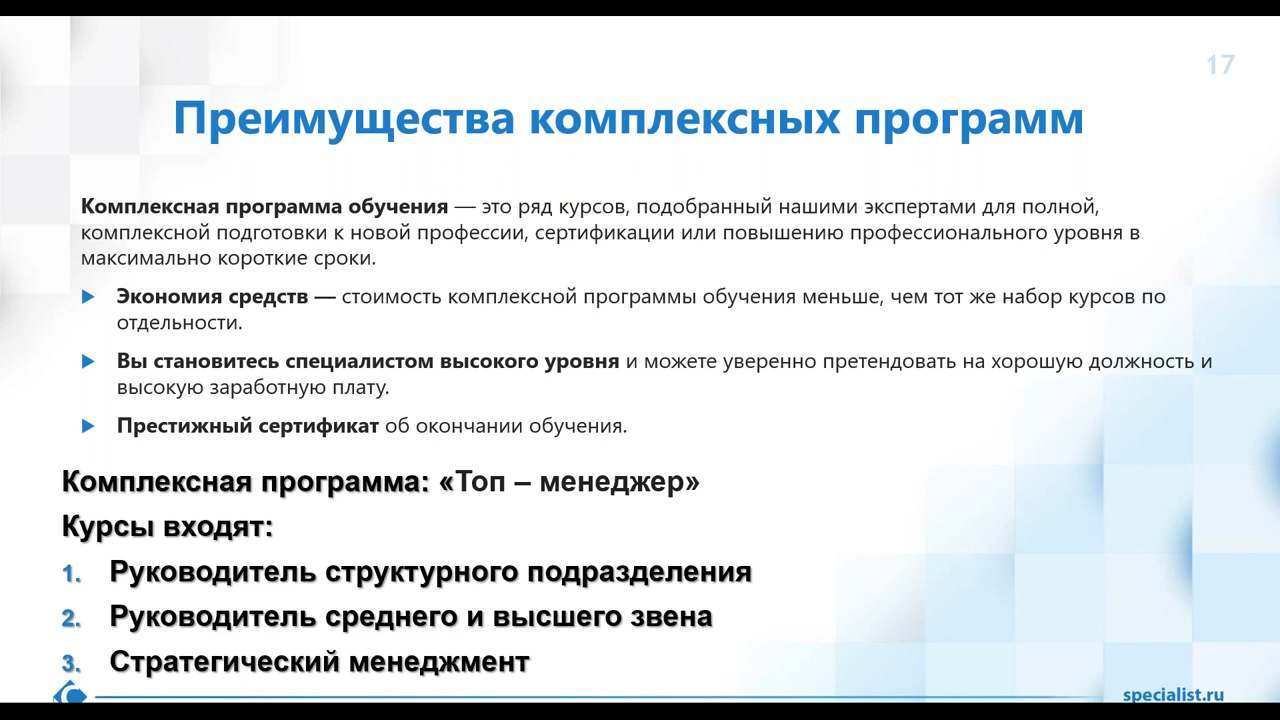 17
Преимущества комплексных программ
Комплексная программа обучения — это ряд курсов, подобранный нашими экспертами для полной,
комплексной подготовки к новой профессии, сертификации или повышению профессионального уровня в
максимально короткие сроки.
Экономия средств — стоимость комплексной программы обучения меньше, чем тот же набор курсов по
отдельности.
Вы становитесь специалистом высокого уровня и можете уверенно претендовать на хорошую должность и
высокую заработную плату.
Престижный сертификат об окончании обучения.
Комплексная программа: «Топ – менеджер»
Курсы входят:
1. Руководитель структурного подразделения
2. Руководитель среднего и высшего звена
3. Стратегический менеджмент
specialist.ru